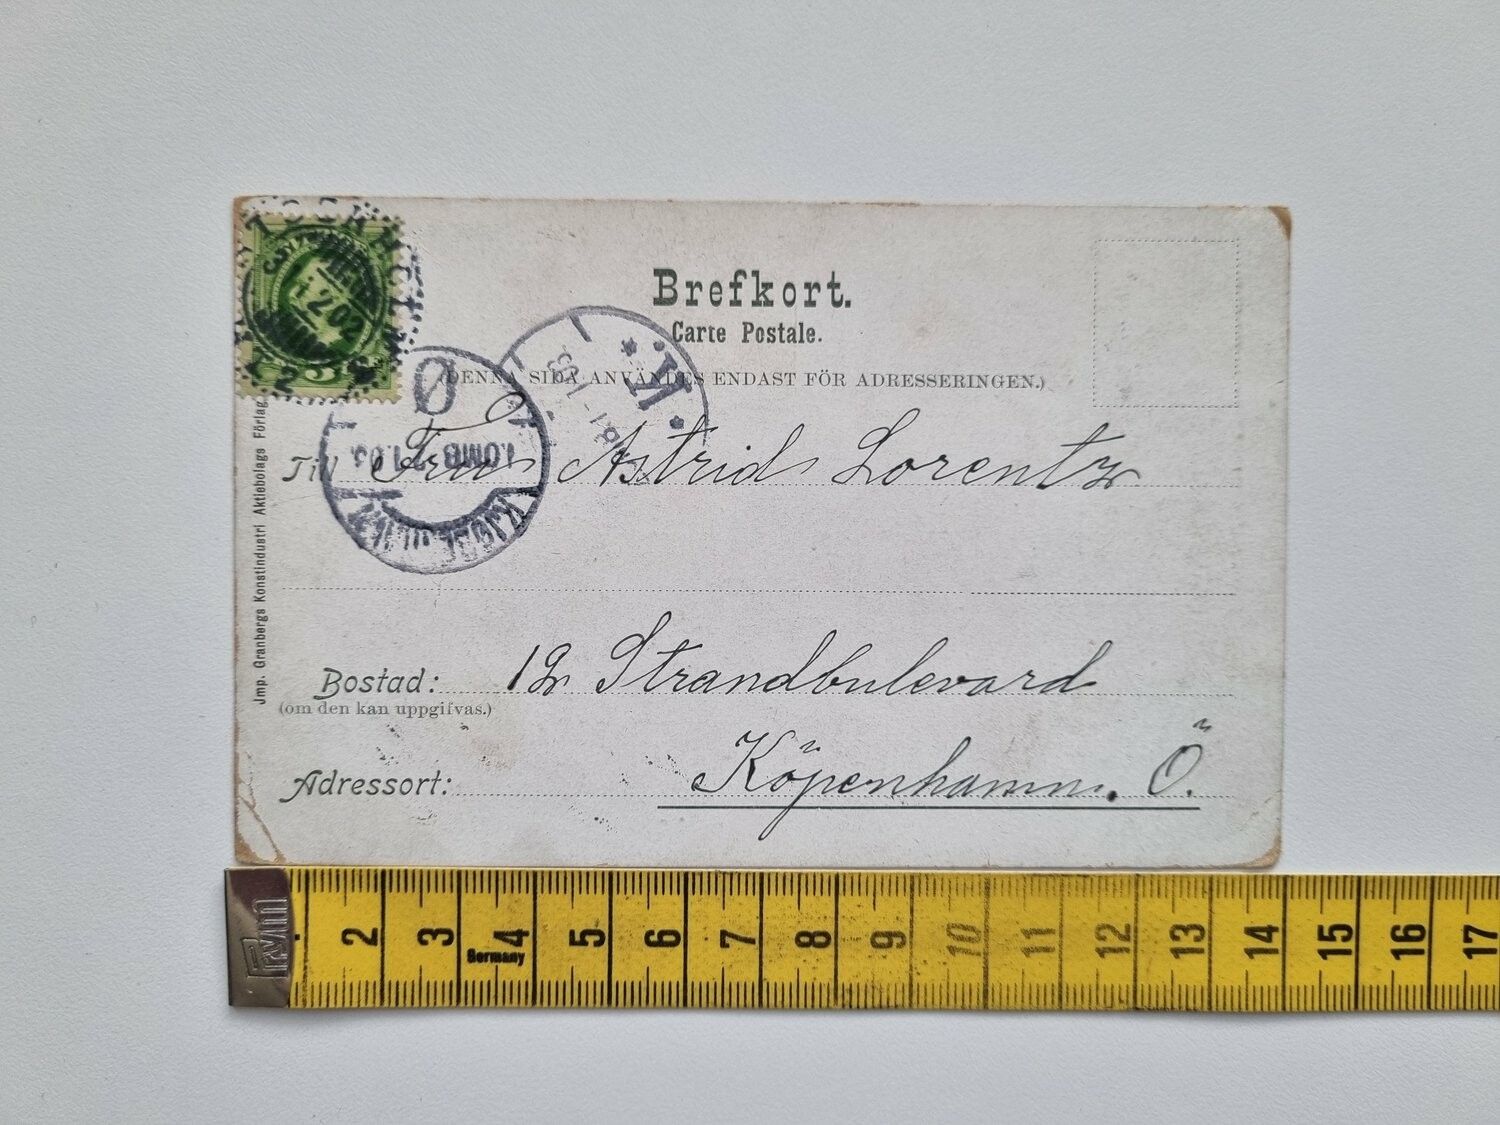 Brefkort.
Carte Postale.
(DENNA SIDA ANVÄNDES ENDAST FÖR ADRESSERINGEN.)
Till Fru Astrid Lorentz
Bostad: 12 Strandbulevard
(om den kan uppgifvas.)
Adressort: Köpenhamn. Ö.
Jmp. Granbergs Konstindustri Aktiebolags Förlag
Ø
K.
PWM
Germany
2 3 4 5 6 7 8 9 10 11 12 13 14 15 16 17